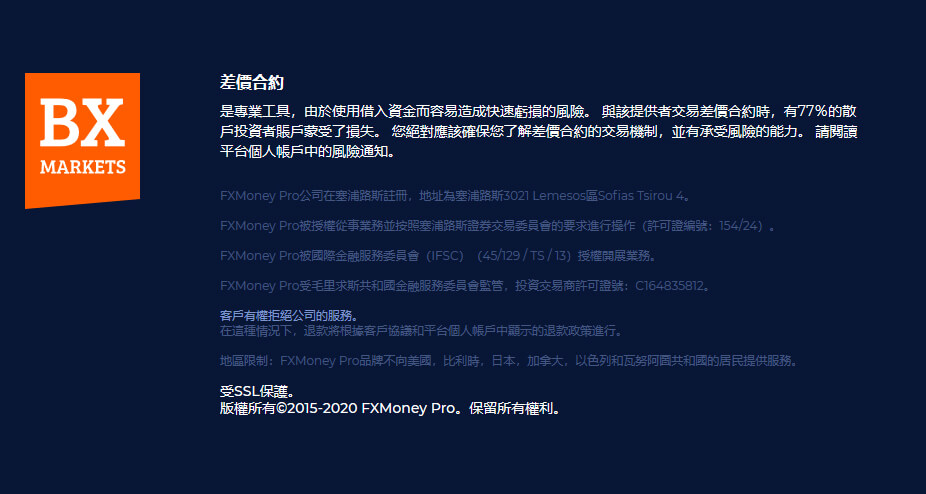 BX
MARKETS
差價合約
是專業工具，由於使用借入資金而容易造成快速虧損的風險。 與該提供者交易差價合約時，有77%的散
戶投資者賬戶蒙受了損失。 您絕對應該確保您了解差價合約的交易機制，並有承受風險的能力。 請閱讀
平台個人帳戶中的風險通知。
FXMoney Pro公司在塞浦路斯註冊，地址為塞浦路斯3021 Lemesos區Sofias Tsirou 4。
FXMoney Pro被授權從事業務並按照塞浦路斯證券交易委員會的要求進行操作（許可證編號：154/24）。
FXMoney Pro被國際金融服務委員會（IFSC）（45/129 / TS / 13）授權開展業務。
FXMoney Pro受毛里求斯共和國金融服務委員會監管，投資交易商許可證號：C164835812。
客戶有權拒絕公司的服務。
在這種情況下，退款將根據客戶協議和平台個人帳戶中顯示的退款政策進行。
地區限制：FXMoney Pro品牌不向美國，比利時，日本，加拿大，以色列和瓦努阿圖共和國的居民提供服務。
受SSL保護。
版權所有©2015-2020 FXMoney Pro。保留所有權利。